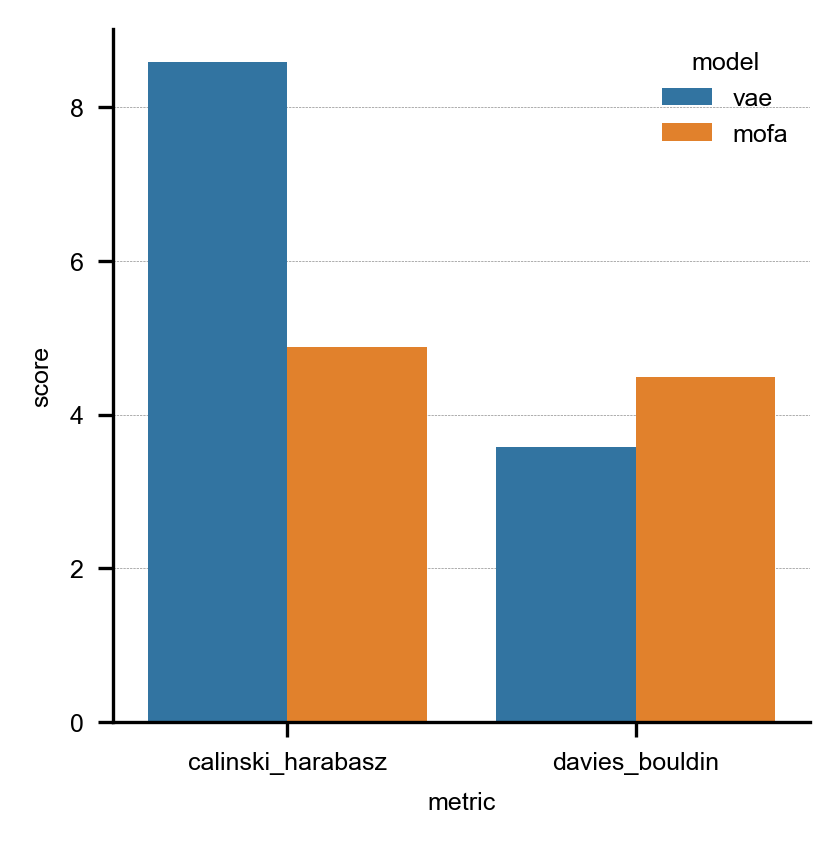 model
vae
mofa
8
6
4
2
0
score
calinski_harabasz
davies_bouldin
metric